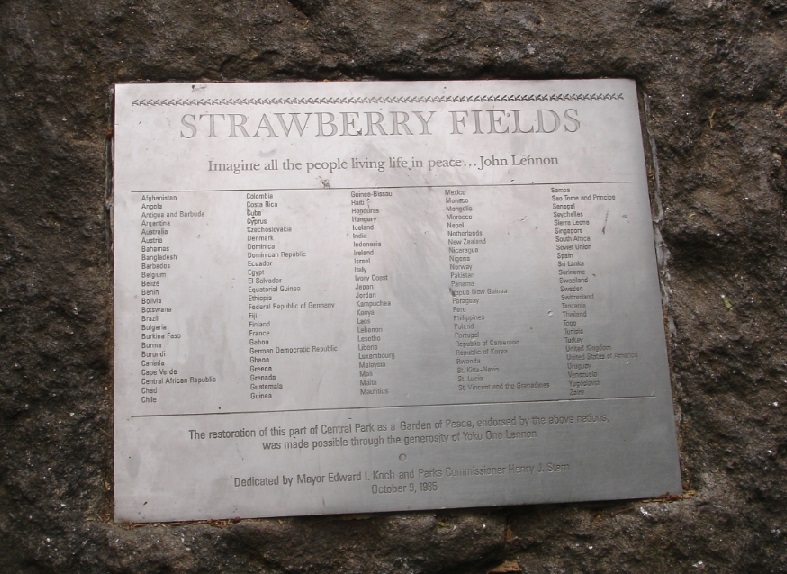 STRAWBERRY FIELDS
Imagine all the people living life in peace... John Lennon
Afghanistan
Angola
Antigua and Barbuda
Argentina
Australia
Austria
Bahamas
Bangladesh
Barbados
Belgium
Belize
Benin
Bolivia
Botswana
Brazil
Bulgaria
Burkina Faso
Burma
Burundi
Canada
Cape Verde
Central African Republic
Chad
Chile
Colombia
Costa Rica
Cuba
Cyprus
Czechoslovakia
Denmark
Dominica
Dominican Republic
Ecuador
Egypt
El Salvador
Equatorial Guinea
Ethiopia
Federal Republic of Germany
Fiji
Finland
France
Gabon
German Democratic Republic
Ghana
Greece
Grenada
Guatemala
Guinea
Guinea-Bissau
Haiti
Honduras
Hungary
Iceland
India
Indonesia
Ireland
Israel
Italy
Ivory Coast
Japan
Jordan
Kampuchea
Kenya
Laos
Lebanon
Lesotho
Liberia
Luxembourg
Malaysia
Mali
Malta
Mauritius
Mexico
Monaco
Mongolia
Morocco
Nepal
Netherlands
New Zealand
Nicaragua
Nigeria
Norway
Pakistan
Panama
Papua New Guinea
Paraguay
Peru
Philippines
Poland
Portugal
Republic of Cameroon
Republic of Korea
Rwanda
St. Kitts-Nevis
St. Lucia
St. Vincent and the Grenadines
Samoa
Sao Tome and Principe
Senegal
Seychelles
Sierra Leone
Singapore
South Africa
Soviet Union
Spain
Sri Lanka
Suriname
Swaziland
Sweden
Switzerland
Tanzania
Thailand
Togo
Tunisia
Turkey
United Kingdom
United States of America
Uruguay
Venezuela
Yugoslavia
Zaire
The restoration of this part of Central Park as a Garden of Peace, endorsed by the above nations,
was made possible through the generosity of Yoko Ono Lennon.
Dedicated by Mayor Edward I. Koch and Parks Commissioner Henry J. Stern
October 9, 1985